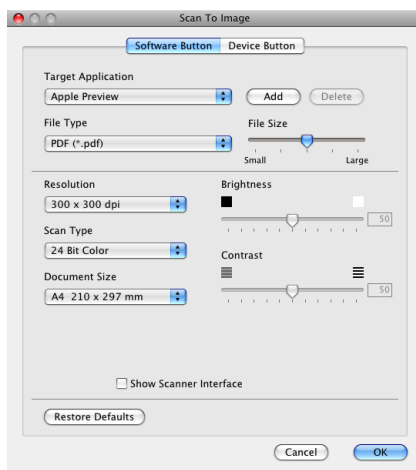 Scan To Image
Software Button Device Button
Target Application
Apple Preview Add Delete
File Type File Size
PDF (*.pdf)
Small Large
Resolution Brightness
300 x 300 dpi
50
Scan Type
24 Bit Color Contrast
Document Size
A4 210 x 297 mm 50
Show Scanner Interface
Restore Defaults
Cancel OK